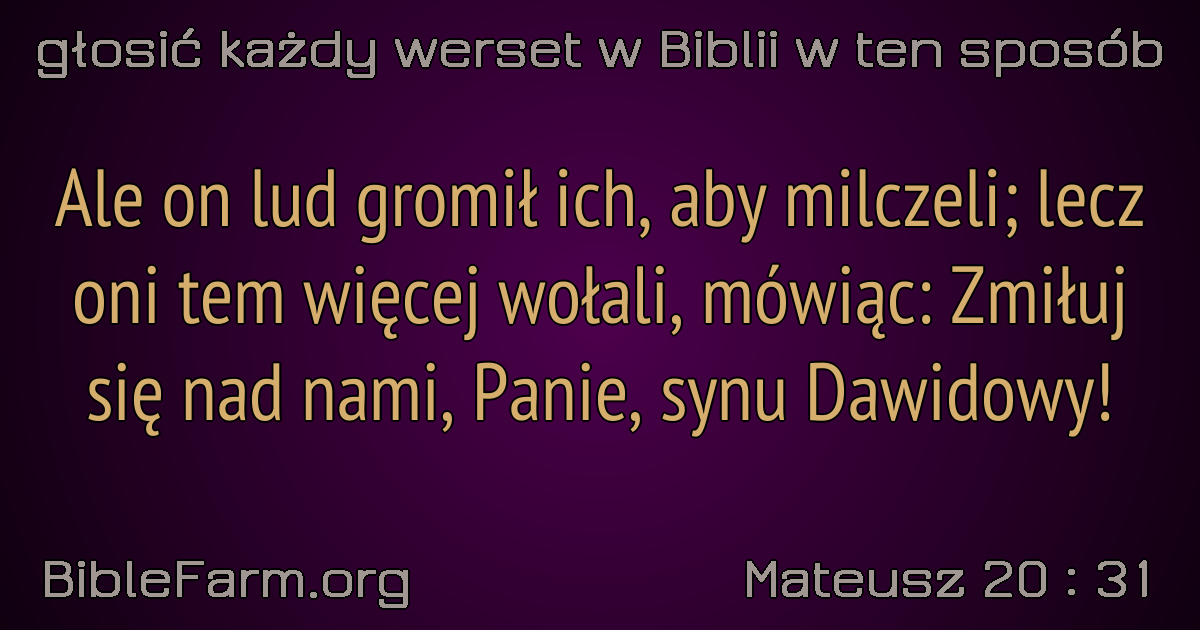 głosić każdy werset w Biblii w ten sposób
Ale on lud gromił ich, aby milczeli; lecz
oni tem więcej wołali, mówiąc: Zmiłuj
się nad nami, Panie, synu Dawidowy!
BibleFarm.org
Mateusz 20 : 31